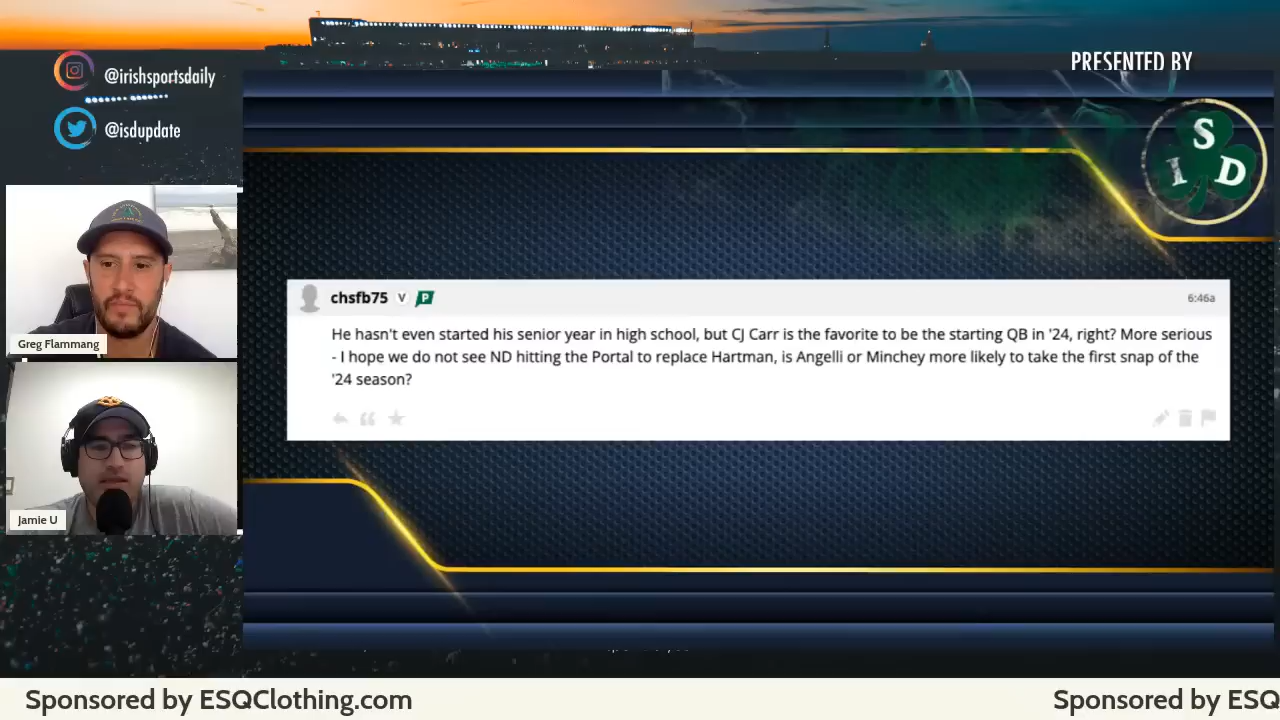 @irishsportsdaily
@isdupdate
PRESENTED BY
I S D
Greg Flammang
Jamie U
chsfb75 V P
6:46a
He hasn't even started his senior year in high school, but CJ Carr is the favorite to be the starting QB in '24, right? More serious
- I hope we do not see ND hitting the Portal to replace Hartman, is Angelli or Minchey more likely to take the first snap of the
'24 season?
Sponsored by ESQClothing.com
Sponsored by ESQ